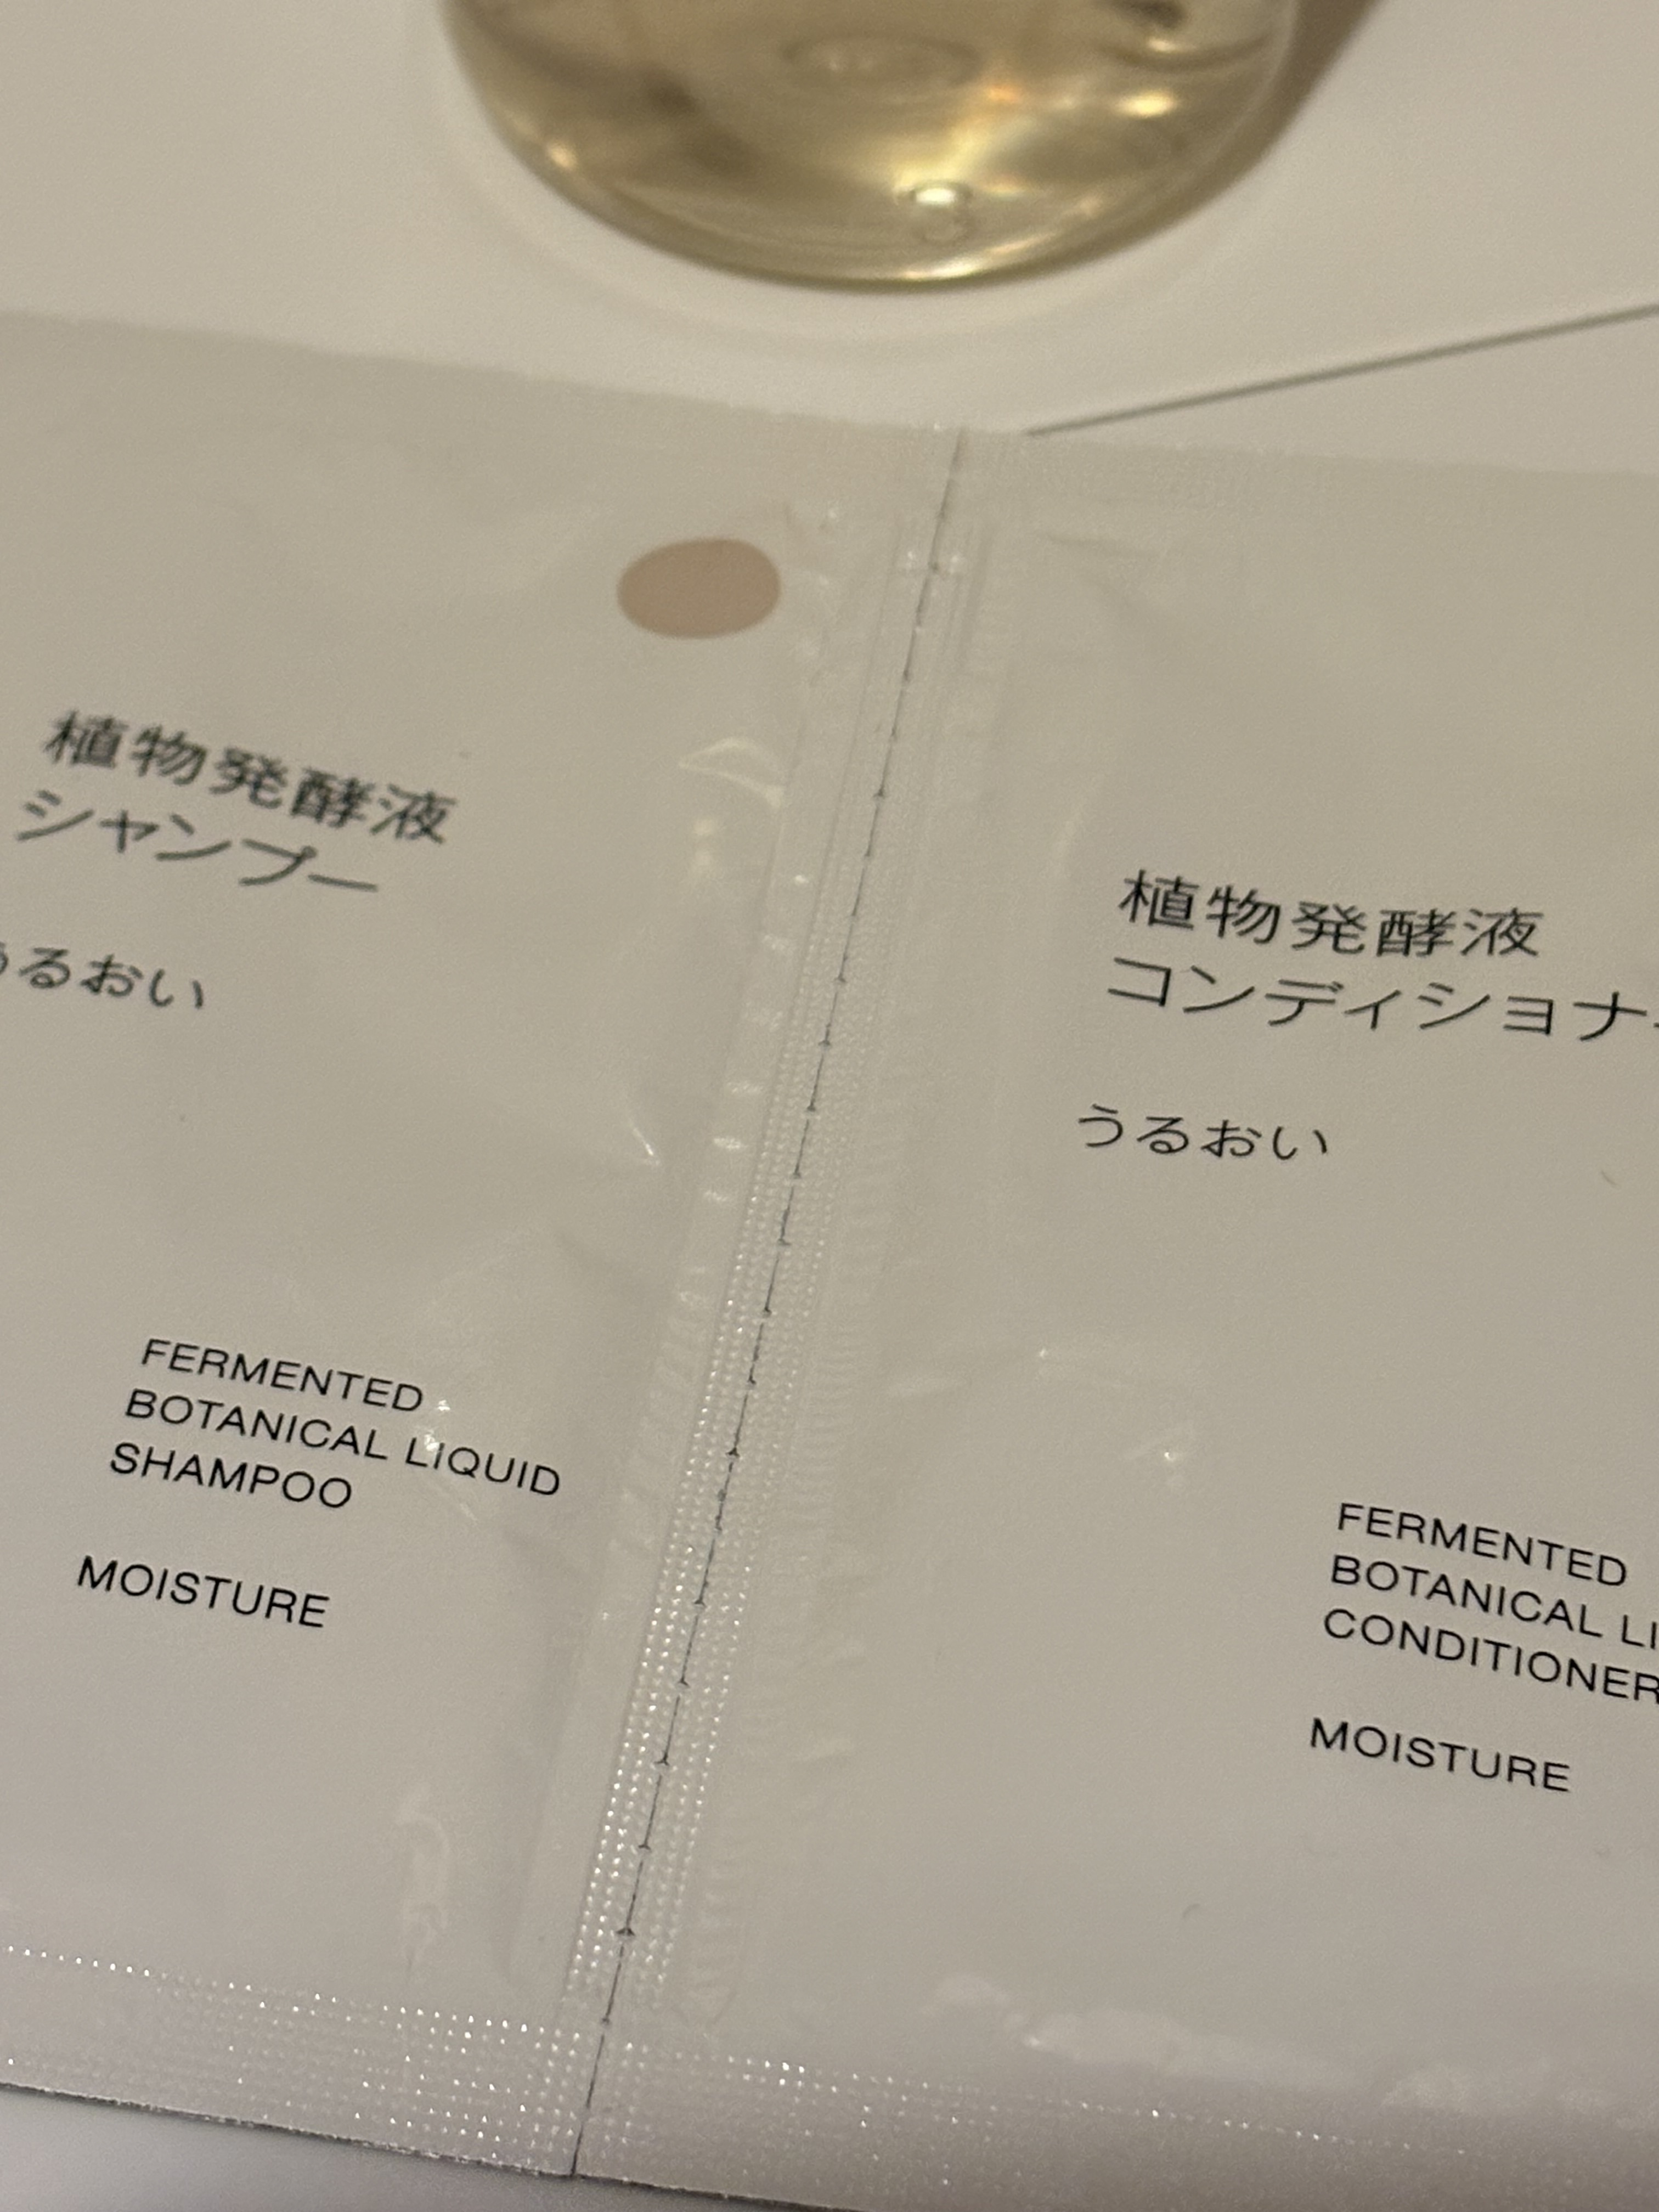 植物発酵液
シャンプー
うるおい
FERMENTED
BOTANICAL LIQUID
SHAMPOO
MOISTURE
植物発酵液
コンディショナ
うるおい
FERMENTED
BOTANICAL LI
CONDITIONER
MOISTURE